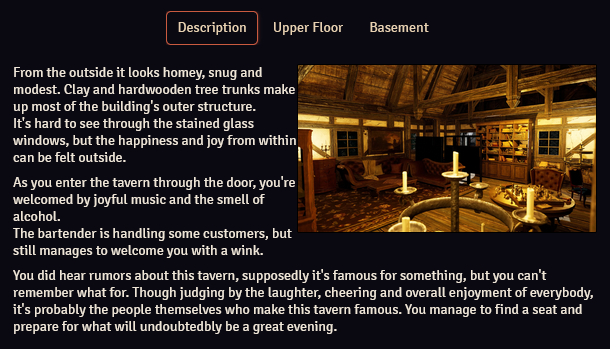 Description Upper Floor Basement
From the outside it looks homey, snug and
modest. Clay and hardwooden tree trunks make
up most of the building's outer structure.
It's hard to see through the stained glass
windows, but the happiness and joy from within
can be felt outside.
As you enter the tavern through the door, you're
welcomed by joyful music and the smell of
alcohol.
The bartender is handling some customers, but
still manages to welcome you with a wink.
You did hear rumors about this tavern, supposedly it's famous for something, but you can't
remember what for. Though judging by the laughter, cheering and overall enjoyment of everybody,
it's probably the people themselves who make this tavern famous. You manage to find a seat and
prepare for what will undoubtedly be a great evening.